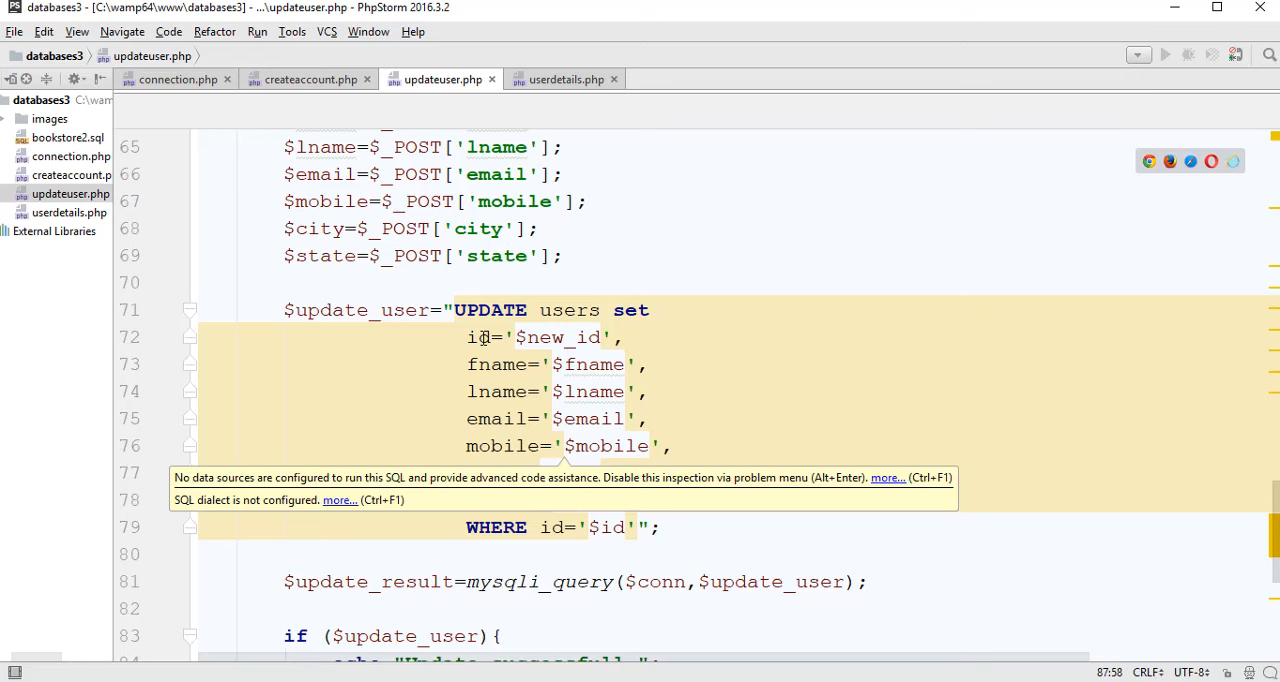 databases3 - [C:\wamp64\www\databases3] - ...\updateuser.php - PhpStorm 2016.3.2
File Edit View Navigate Code Refactor Run Tools VCS Window Help
databases3 updateuser.php
connection.php createaccount.php updateuser.php userdetails.php
databases3 C:\wa
images
bookstore2.sql
connection.php
createaccount.p
updateuser.php
userdetails.php
External Libraries
65 $lname=$_POST['lname'];
66 $email=$_POST['email'];
67 $mobile=$_POST['mobile'];
68 $city=$_POST['city'];
69 $state=$_POST['state'];
70
71 $update_user="UPDATE users set
72 id='$new_id',
73 fname='$fname',
74 lname='$lname',
75 email='$email',
76 mobile='$mobile',
77
No data sources are configured to run this SQL and provide advanced code assistance. Disable this inspection via problem menu (Alt+Enter). more... (Ctrl+F1)
78
SQL dialect is not configured. more... (Ctrl+F1)
79 WHERE id='$id'";
80
81 $update_result=mysqli_query($conn,$update_user);
82
83 if ($update_user){
echo "Update successfull
87:58 CRLF UTF-8